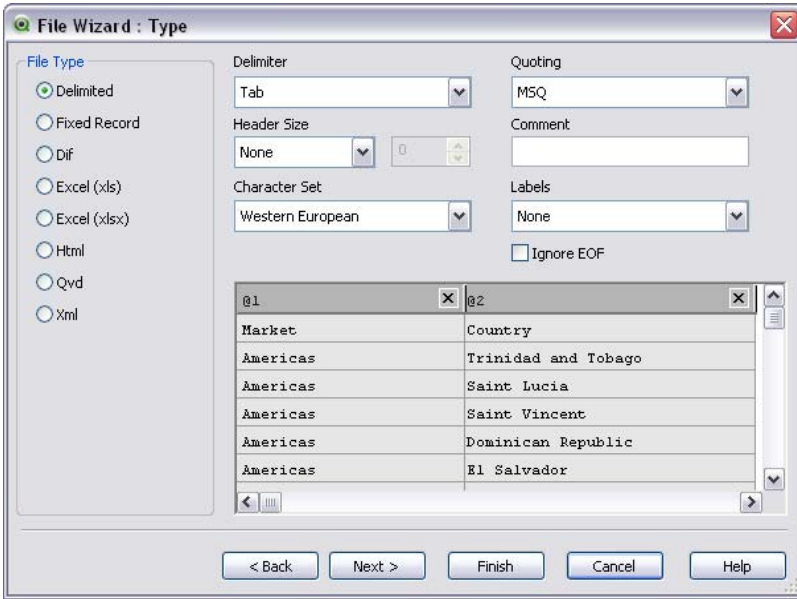 File Wizard : Type
File Type
Delimited
Fixed Record
Dif
Excel (xls)
Excel (xlsx)
Html
Qvd
Xml
Delimiter
Tab
Quoting
MSQ
Header Size
None
0
Comment
Character Set
Western European
Labels
None
Ignore EOF
@1
@2
Market
Country
Americas
Trinidad and Tobago
Americas
Saint Lucia
Americas
Saint Vincent
Americas
Dominican Republic
Americas
El Salvador
< Back
Next >
Finish
Cancel
Help